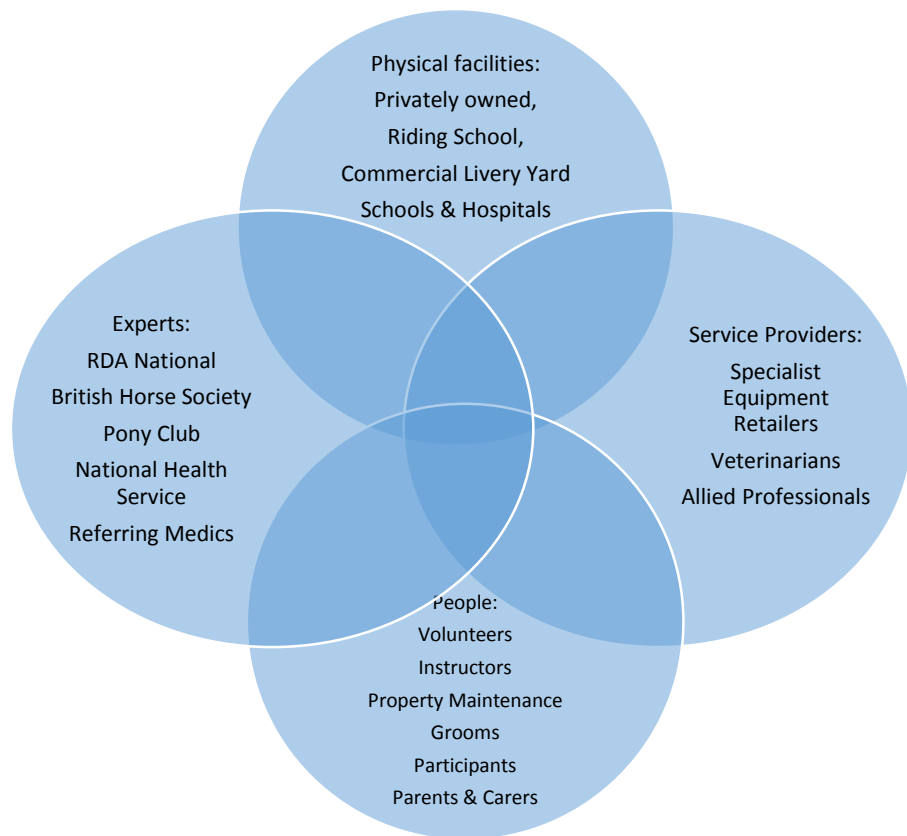 Physical facilities:
Privately owned,
Riding School,
Commercial Livery Yard
Schools & Hospitals
Experts:
RDA National
British Horse Society
Pony Club
National Health
Service
Referring Medics
Service Providers:
Specialist
Equipment
Retailers
Veterinarians
Allied Professionals
People:
Volunteers
Instructors
Property Maintenance
Grooms
Participants
Parents & Carers